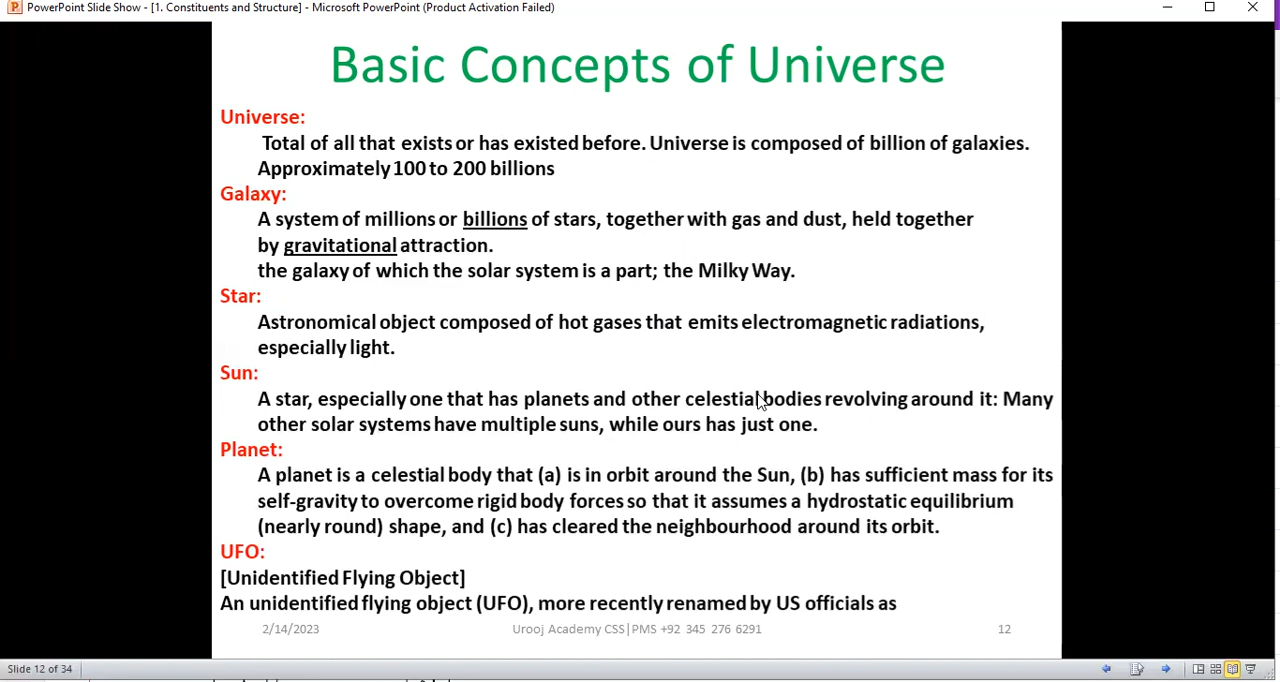 PowerPoint Slide Show - [1. Constituents and Structure] - Microsoft PowerPoint (Product Activation Failed)
Basic Concepts of Universe
Universe:
Total of all that exists or has existed before. Universe is composed of billion of galaxies.
Approximately 100 to 200 billions
Galaxy:
A system of millions or billions of stars, together with gas and dust, held together
by gravitational attraction.
the galaxy of which the solar system is a part; the Milky Way.
Star:
Astronomical object composed of hot gases that emits electromagnetic radiations,
especially light.
Sun:
A star, especially one that has planets and other celestial bodies revolving around it: Many
other solar systems have multiple suns, while ours has just one.
Planet:
A planet is a celestial body that (a) is in orbit around the Sun, (b) has sufficient mass for its
self-gravity to overcome rigid body forces so that it assumes a hydrostatic equilibrium
(nearly round) shape, and (c) has cleared the neighbourhood around its orbit.
UFO:
[Unidentified Flying Object]
An unidentified flying object (UFO), more recently renamed by US officials as
2/14/2023 Urooj Academy CSS|PMS +92 345 276 6291 12
Slide 12 of 34